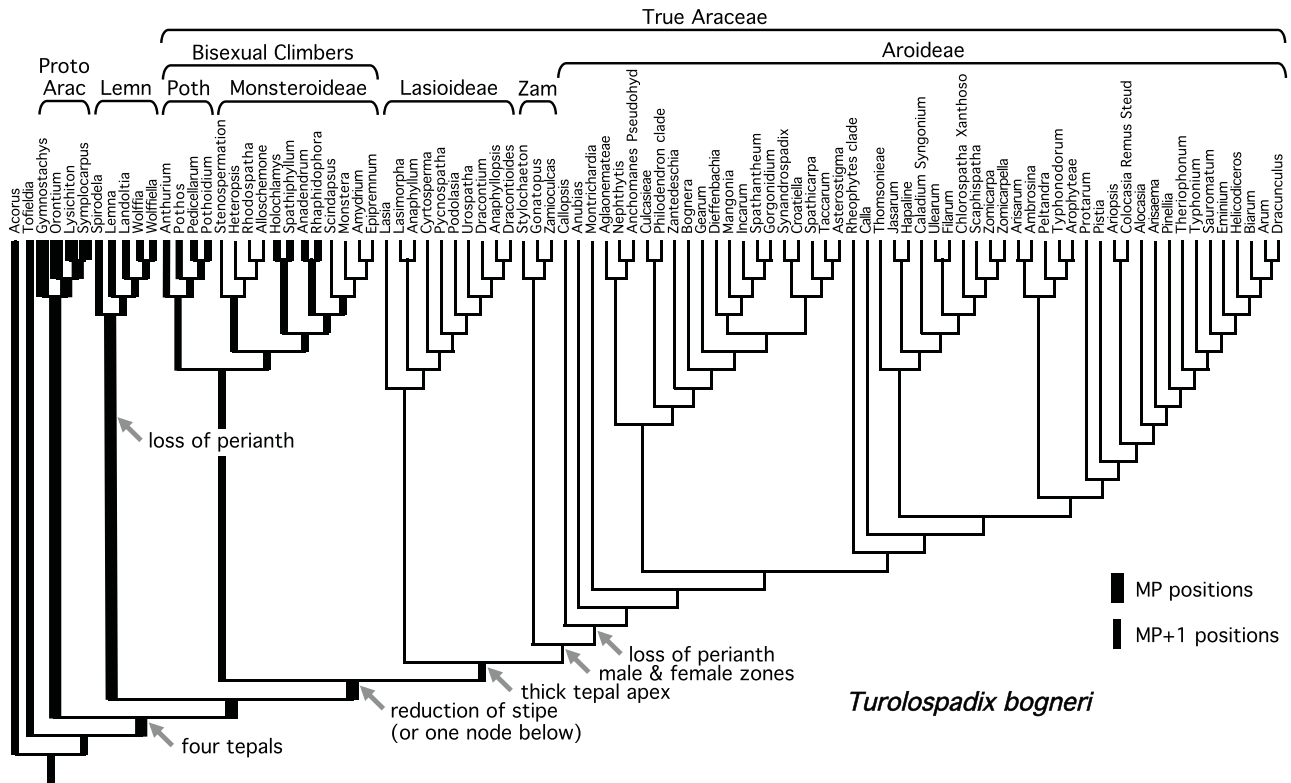 True Araceae
Bisexual Climbers
Aroideae
Proto
Arac
Lemn
Poth
Monsteroideae
Lasioideae
Zam
Acorus
Tofieldia
Gymnostachys
Orontium
Lysichiton
Symplocarpus
Spirodela
Lemna
Landoltia
Wolffia
Wolffiella
Anthurium
Pothos
Pedicellarum
Pothoidium
Stenospermation
Heteropsis
Rhodospatha
Alloschemone
Holochlamys
Spathiphyllum
Anadendrum
Rhaphidophora
Scindapsus
Monstera
Amydrium
Epipremnum
Lasia
Lasimorpha
Anaphyllum
Cyrtosperma
Pycnospatha
Podolasia
Urospatha
Dracontium
Anaphyllopsis
Dracontioides
Stylochaeton
Gonatopus
Zamioculcas
Callopsis
Anubias
Montrichardia
Aglaonemateae
Nephthytis
Anchomanes Pseudohyd
Culcasieae
Philodendron clade
Zantedeschia
Bognera
Gearum
Dieffenbachia
Mangonia
Incarum
Spathantheum
Gorgonidium
Synandrospadix
Croatiella
Spathicarpa
Taccarum
Asterostigma
Rheophytes clade
Calla
Thomsonieae
Jasarum
Hapaline
Caladium Syngonium
Ulearum
Filarum
Chlorospatha Xanthoso
Scaphispatha
Zomicarpa
Zomicarpella
Arisarum
Ambrosina
Peltandra
Typhonodorum
Arophyteae
Protarum
Pistia
Ariopsis
Colocasia Remus Steud
Alocasia
Arisaema
Pinellia
Theriophonum
Typhonium
Sauromatum
Eminium
Helicodiceros
Biarum
Arum
Dracunculus
loss of perianth
MP positions
MP+1 positions
loss of perianth
male & female zones
thick tepal apex
reduction of stipe
(or one node below)
four tepals
Turolospadix bogneri